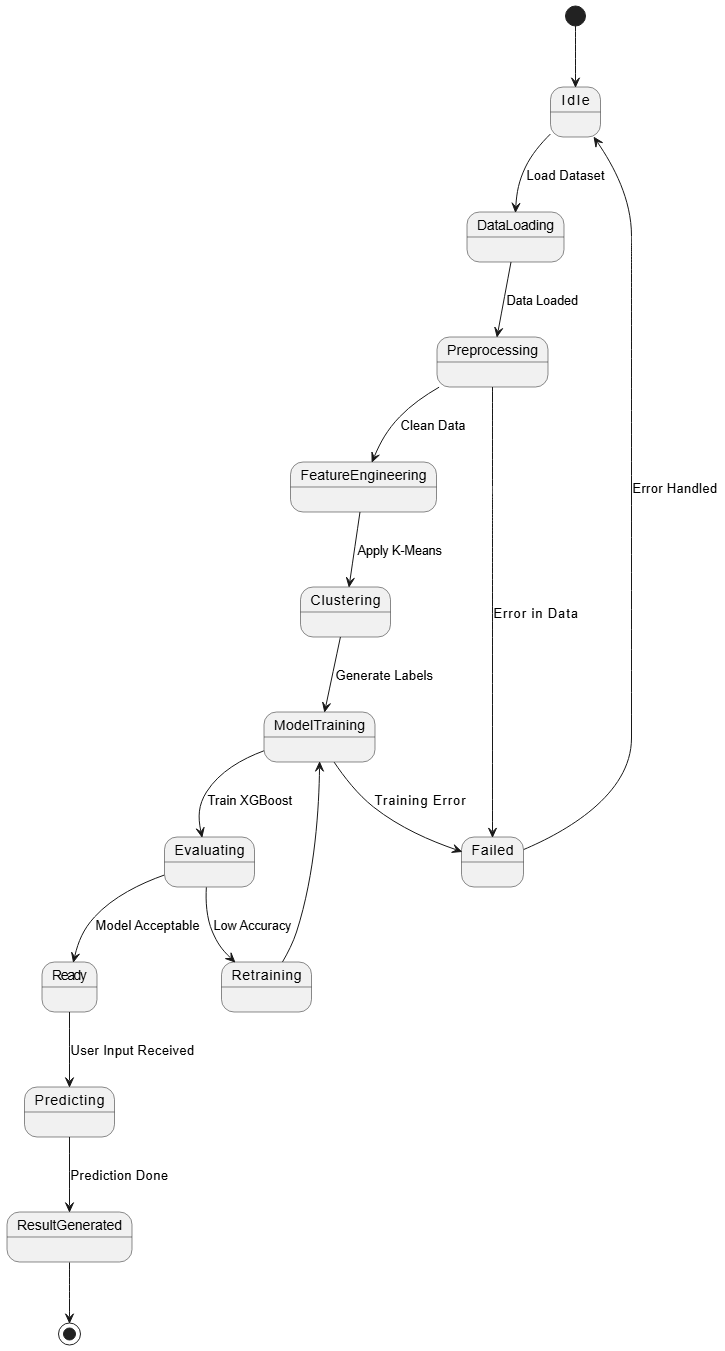 Idle
Load Dataset
DataLoading
Data Loaded
Preprocessing
Clean Data
FeatureEngineering
Error Handled
Apply K-Means
Clustering
Error in Data
Generate Labels
ModelTraining
Train XGBoost
Training Error
Evaluating
Failed
Model Acceptable
Low Accuracy
Ready
Retraining
User Input Received
Predicting
Prediction Done
ResultGenerated